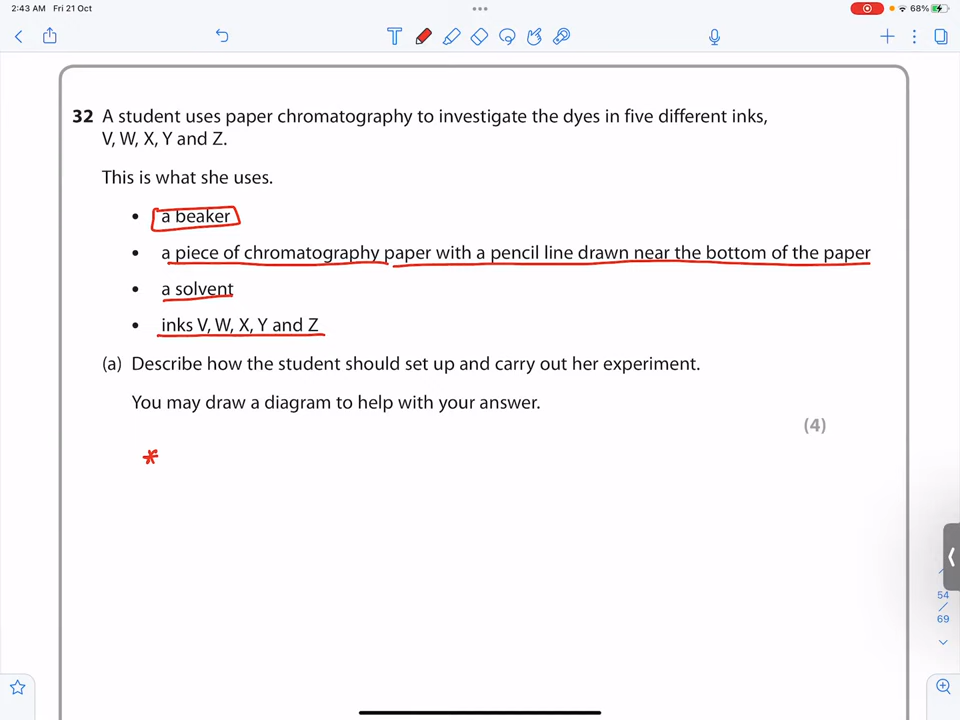 2:43 AM Fri 21 Oct
68%
32 A student uses paper chromatography to investigate the dyes in five different inks,
V, W, X, Y and Z.
This is what she uses.
• a beaker
• a piece of chromatography paper with a pencil line drawn near the bottom of the paper
• a solvent
• inks V, W, X, Y and Z
(a) Describe how the student should set up and carry out her experiment.
You may draw a diagram to help with your answer.
(4)
*
54
/
69